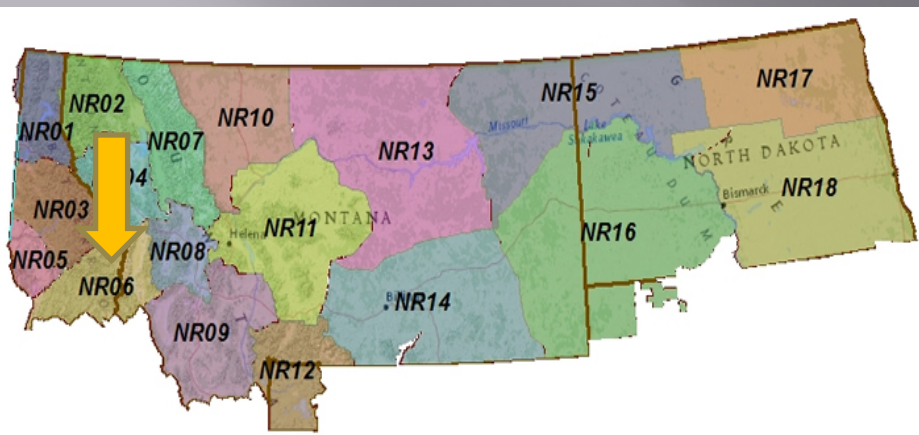 NR01
NR02
NR07
NR10
NR13
NR15
NR17
Missouri
Lake
Sakakawea
NORTH DAKOTA
NR03
04
NR11
MONTANA
Helena
Bismarck
NR18
NR05
NR06
NR08
NR16
NR14
NR09
NR12